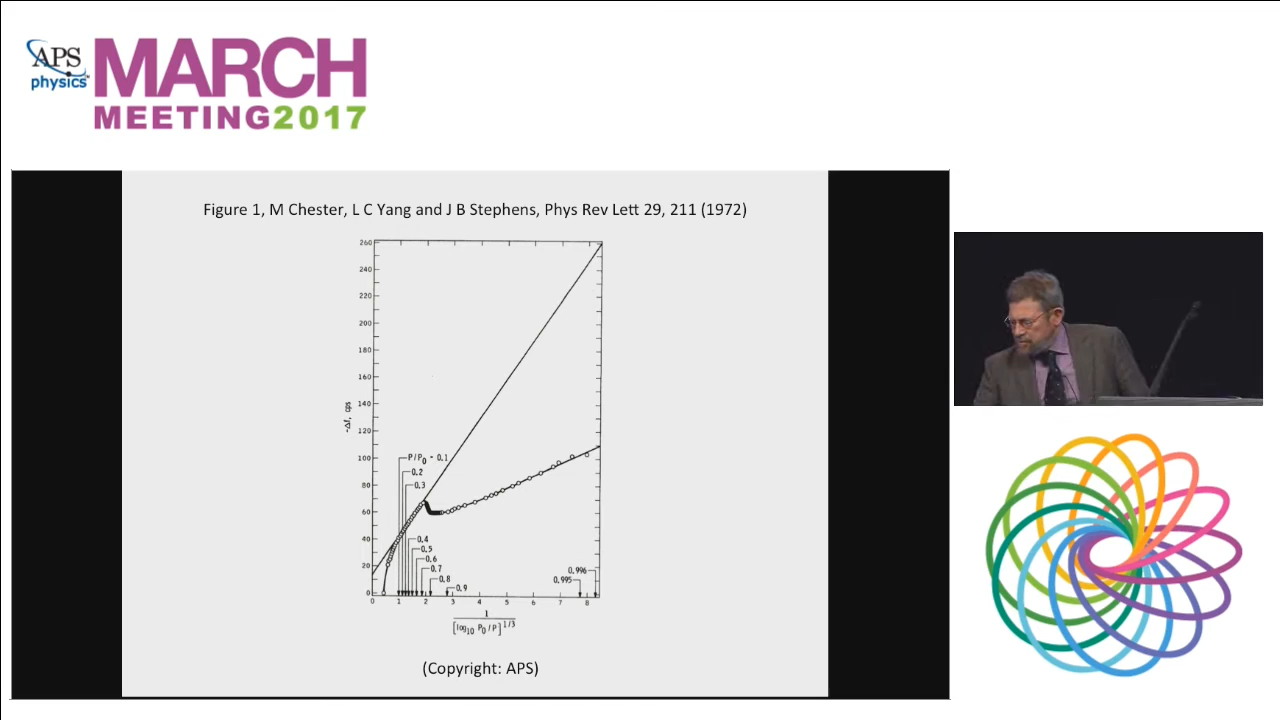 APS
physics
MARCH
MEETING2017
Figure 1, M Chester, L C Yang and J B Stephens, Phys Rev Lett 29, 211 (1972)
260
240
220
200
180
160
140
120
100
80
60
40
20
0
-Δf, cps
P/P₀ - 0.1
0.2
0.3
0.4
0.5
0.6
0.7
0.8
0.9
0.996
0.995
0 1 2 3 4 5 6 7 8
1
[log₁₀ P₀/P]¹/³
(Copyright: APS)